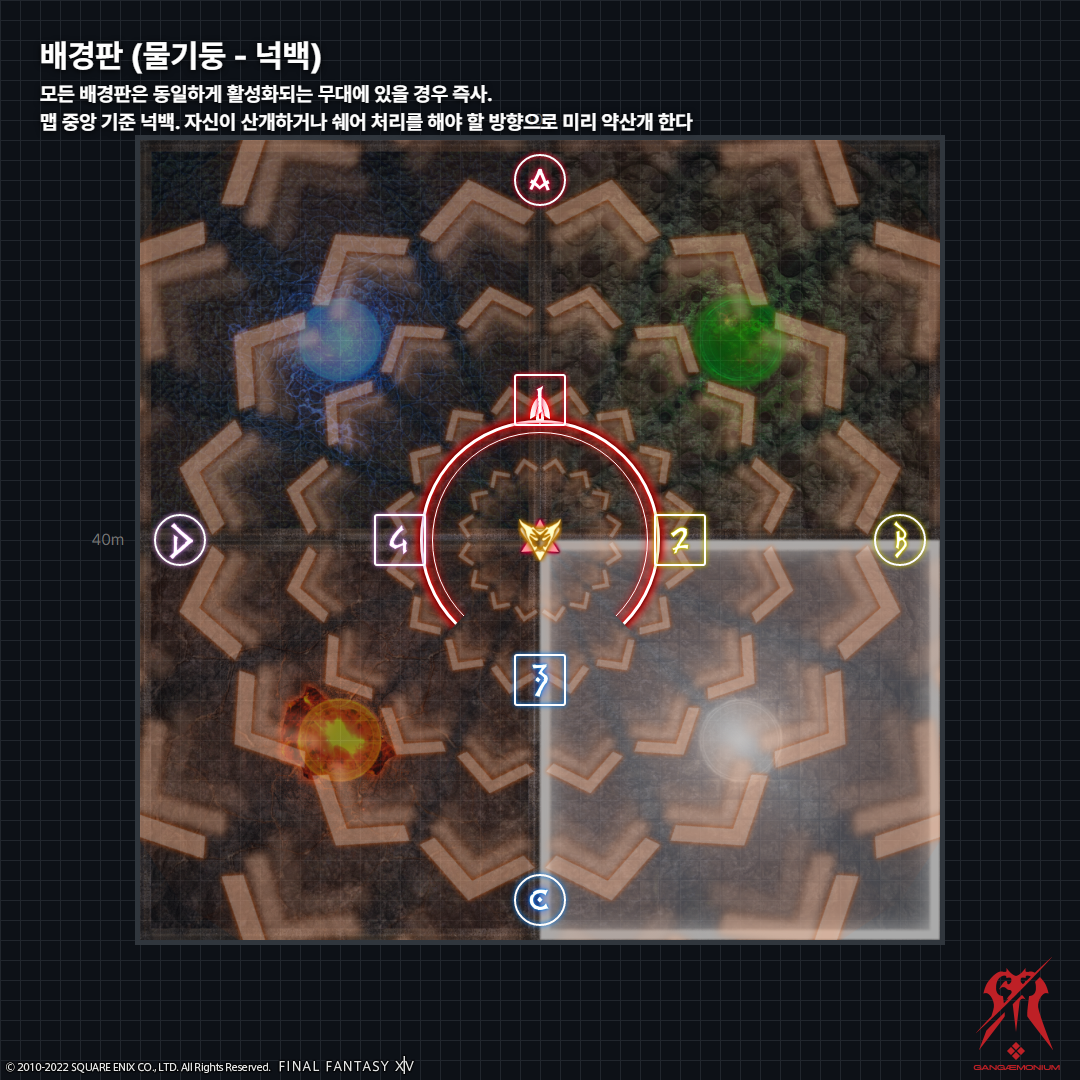 배경판 (물기둥 - 넉백)
모든 배경판은 동일하게 활성화되는 무대에 있을 경우 즉사.
맵 중앙 기준 넉백. 자신이 산개하거나 쉐어 처리를 해야 할 방향으로 미리 약산개 한다
A
1
40m
D
4
2
B
3
C
GANGÆMONIUM
© 2010-2022 SQUARE ENIX CO., LTD. All Rights Reserved. FINAL FANTASY XIV